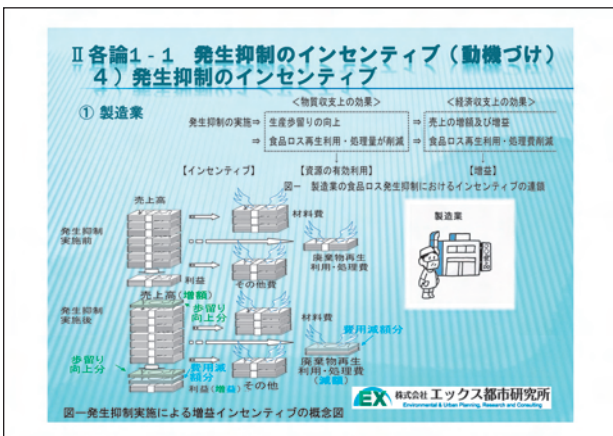 Ⅱ各論1-1 発生抑制のインセンティブ（動機づけ）
４）発生抑制のインセンティブ
① 製造業
＜物質収支上の効果＞ ＜経済収支上の効果＞
発生抑制の実施⇒ 生産歩留りの向上 ⇒ 売上の増額及び増益
⇒ 食品ロス再生利用・処理量が削減 ⇒ 食品ロス再生利用・処理費削減
↓ ↓
【インセンティブ】 【資源の有効利用】 【増益】
図ー 製造業の食品ロス発生抑制におけるインセンティブの連鎖
売上高
材料費
製造業
発生抑制
実施前
廃棄物再生
利用・処理費
利益
その他費
売上高（増額）
歩留り
向上分
発生抑制
実施後
材料費
費用減額分
歩留り
向上分
費用減
額分
廃棄物再生
利用・処理費
（減額）
利益（増益）
その他
EX 株式会社 エックス都市研究所
Environmental & Urban Planning, Research and Consulting
図ー発生抑制実施による増益インセンティブの概念図